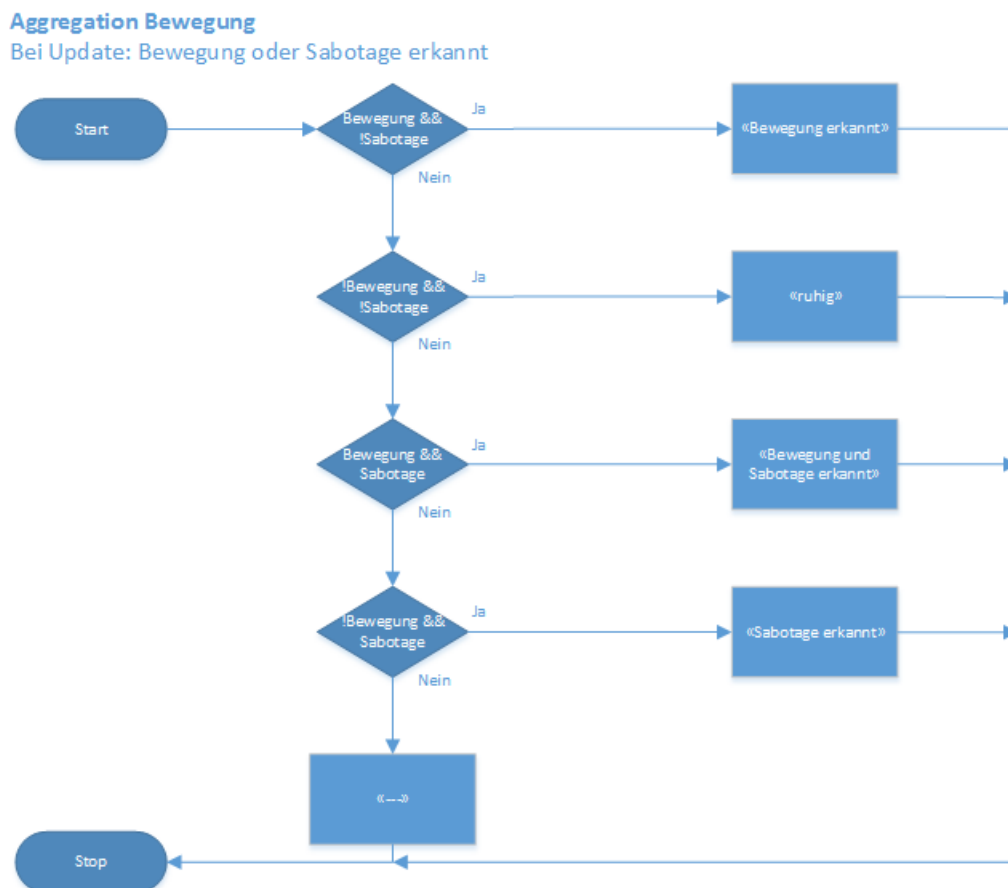 Aggregation Bewegung
Bei Update: Bewegung oder Sabotage erkannt
Start
Bewegung &&
!Sabotage
Ja
«Bewegung erkannt»
Nein
!Bewegung &&
!Sabotage
Ja
«ruhig»
Nein
Bewegung &&
Sabotage
Ja
«Bewegung und
Sabotage erkannt»
Nein
!Bewegung &&
Sabotage
Ja
«Sabotage erkannt»
Nein
«---»
Stop